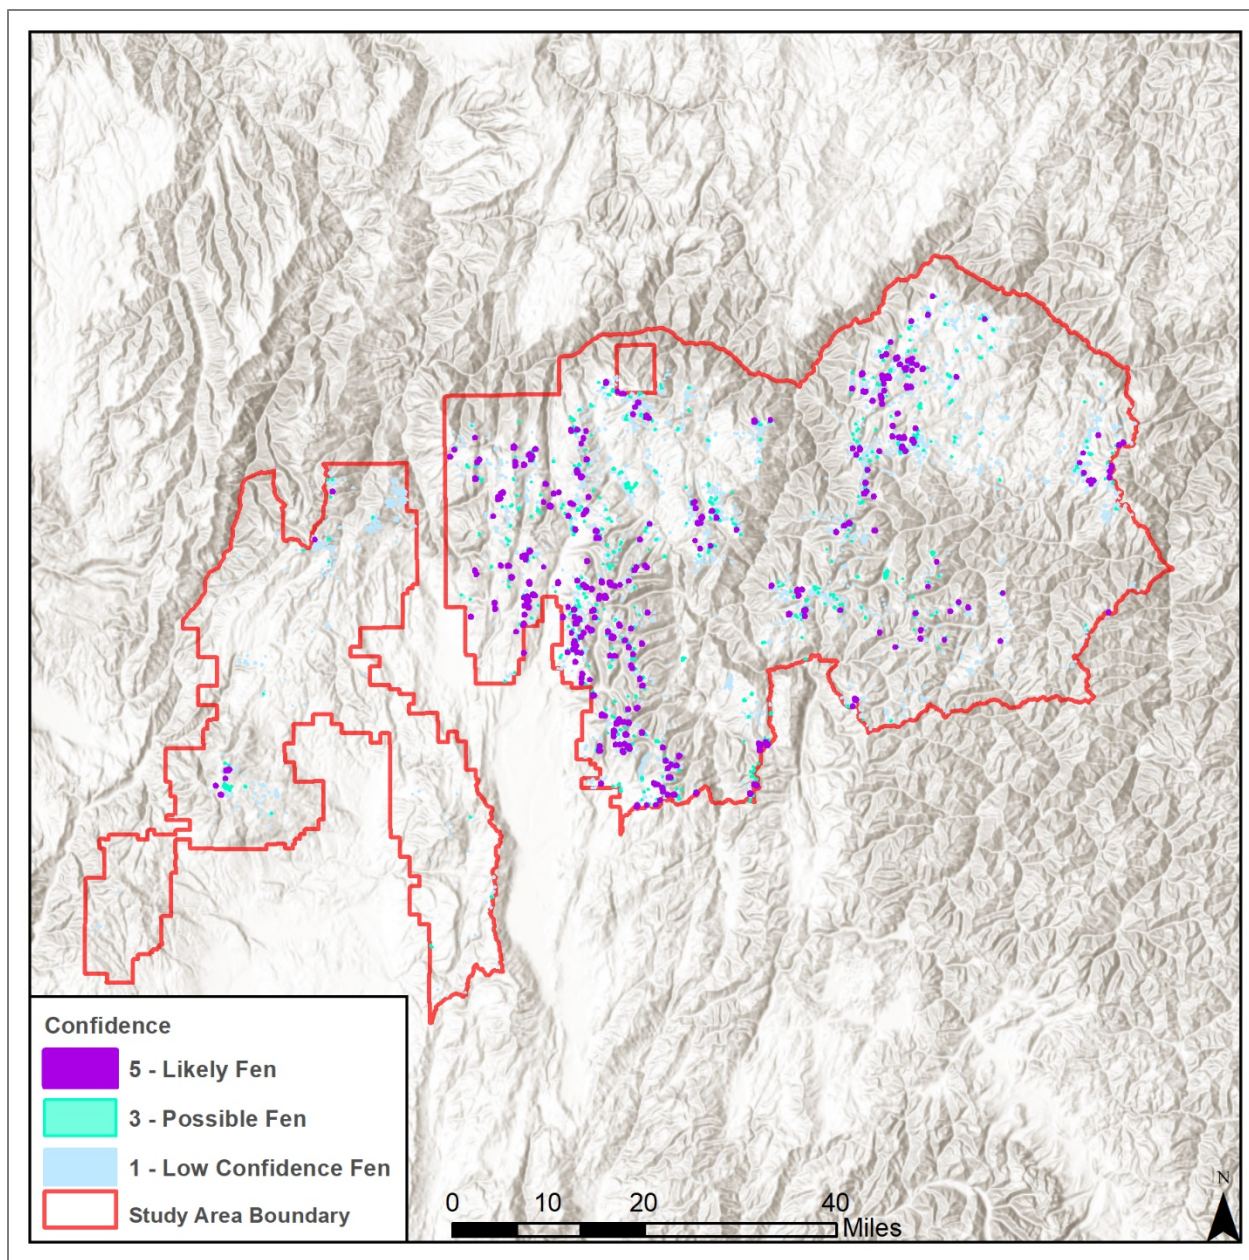 Confidence
5 - Likely Fen
3 - Possible Fen
1 - Low Confidence Fen
Study Area Boundary
0 10 20 40
Miles
N